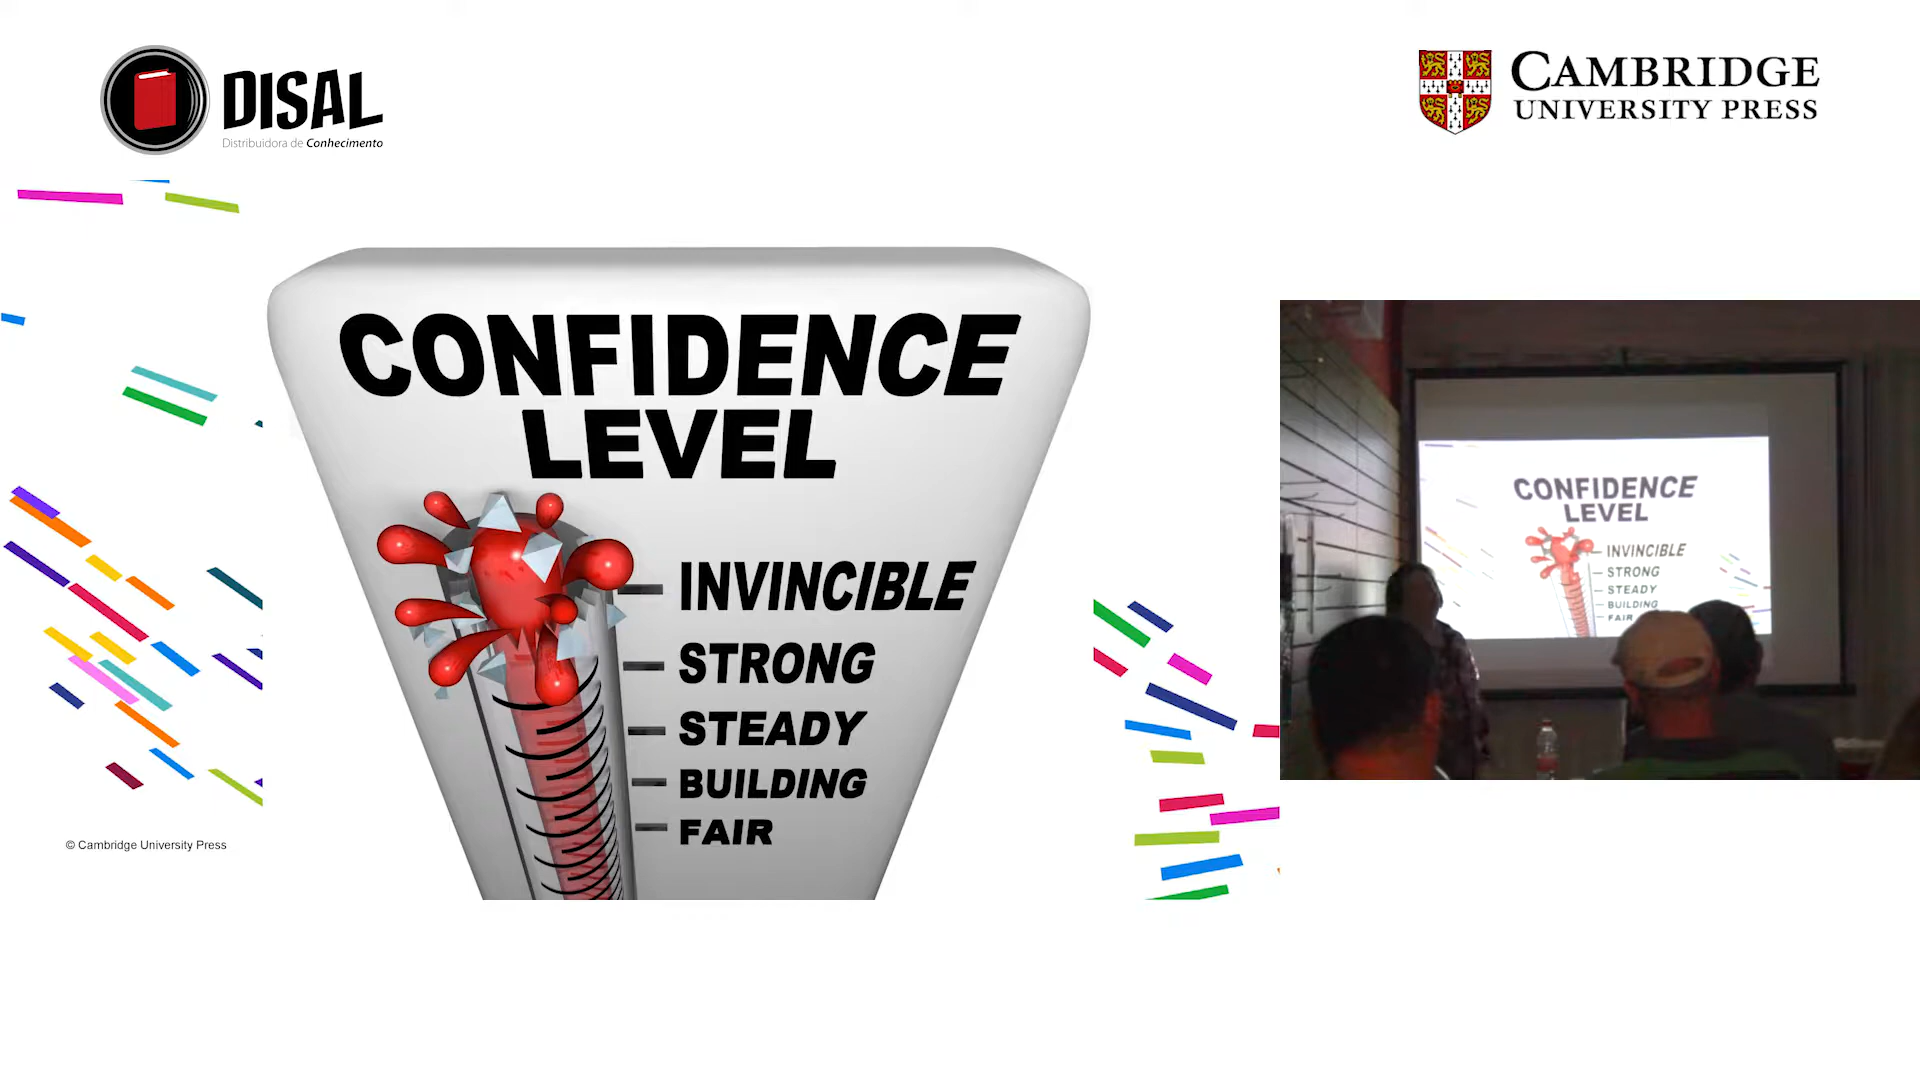 DISAL
Distribuidora de Conhecimento
CAMBRIDGE
UNIVERSITY PRESS
CONFIDENCE
LEVEL
INVINCIBLE
STRONG
STEADY
BUILDING
FAIR
© Cambridge University Press
CONFIDENCE
LEVEL
INVINCIBLE
STRONG
STEADY
BUILDING
FAIR